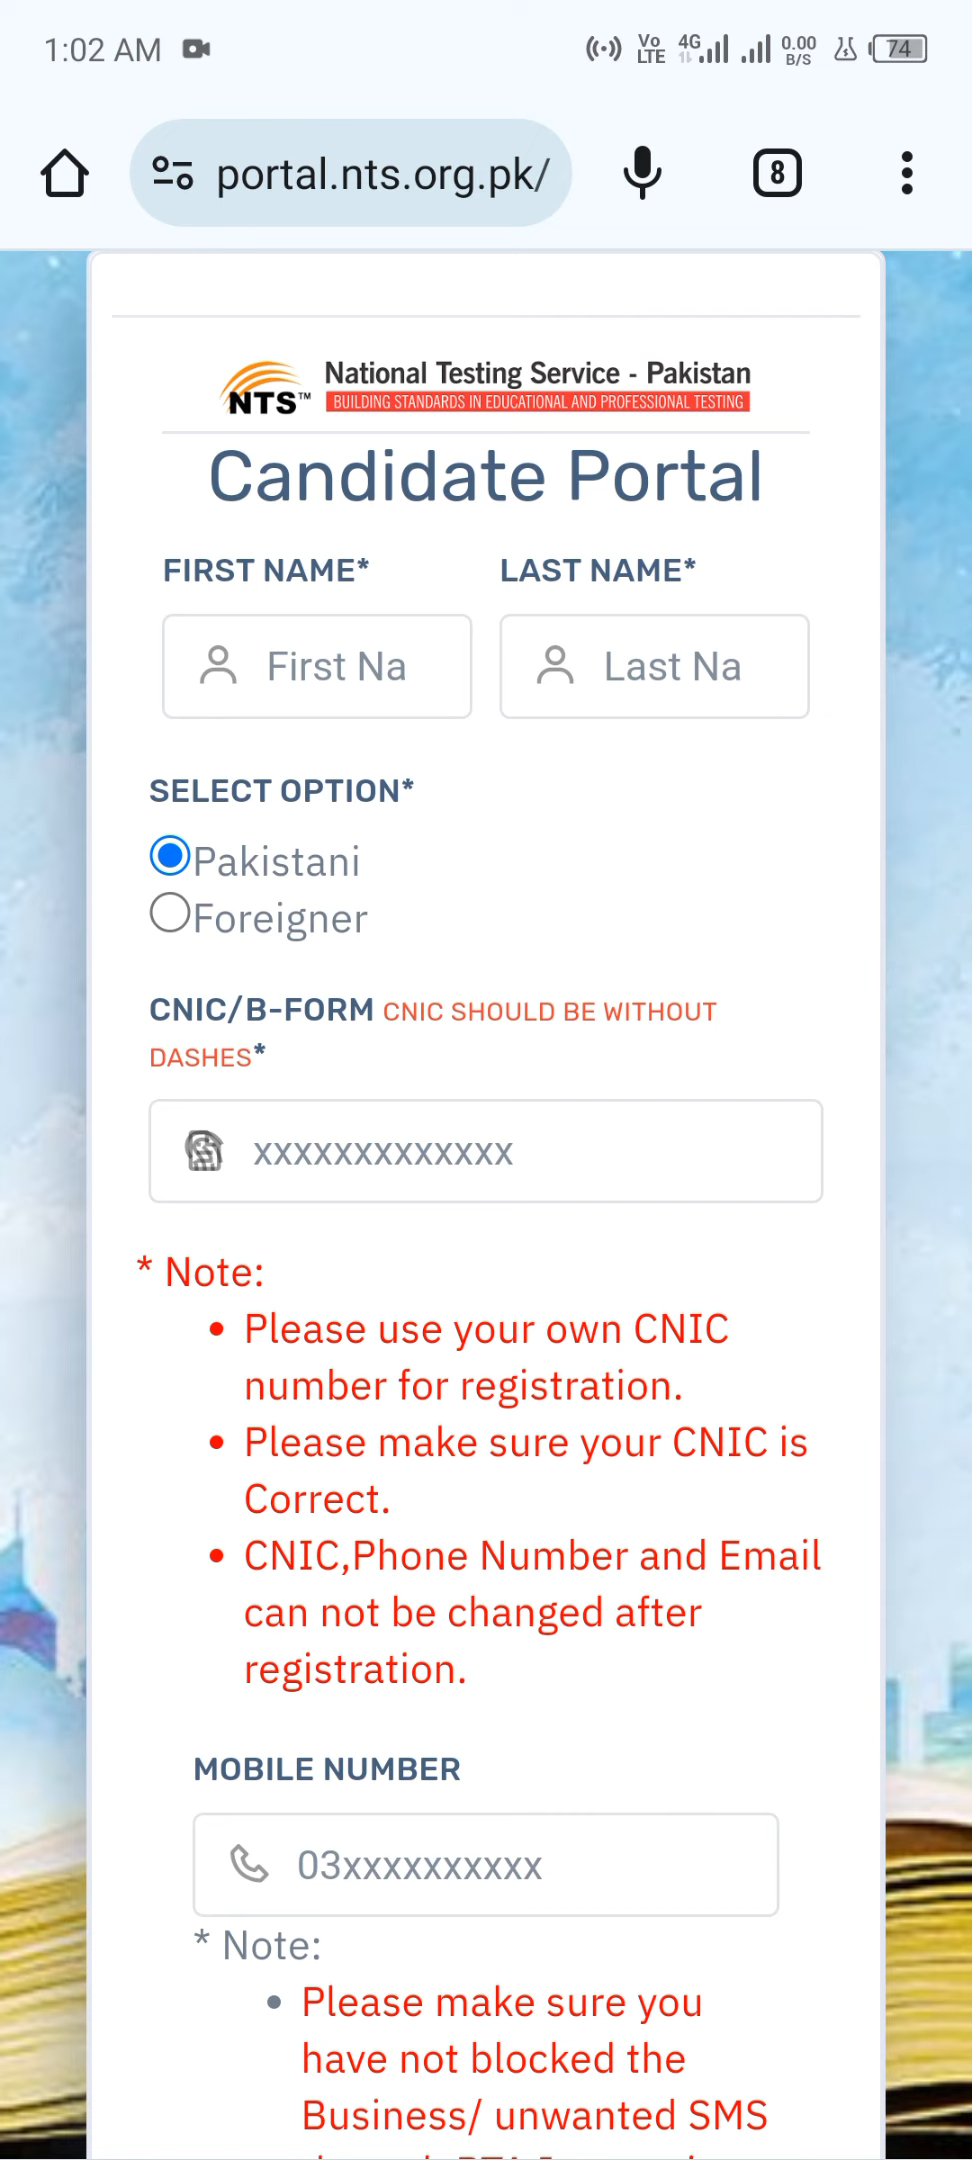 1:02 AM
Vo LTE 4G 0.00 B/S 74
portal.nts.org.pk/
8
NTS™ National Testing Service - Pakistan
BUILDING STANDARDS IN EDUCATIONAL AND PROFESSIONAL TESTING
Candidate Portal
FIRST NAME* LAST NAME*
First Na Last Na
SELECT OPTION*
Pakistani
Foreigner
CNIC/B-FORM CNIC SHOULD BE WITHOUT
DASHES*
xxxxxxxxxxxxx
* Note:
• Please use your own CNIC
number for registration.
• Please make sure your CNIC is
Correct.
• CNIC,Phone Number and Email
can not be changed after
registration.
MOBILE NUMBER
03xxxxxxxxxx
* Note:
• Please make sure you
have not blocked the
Business/ unwanted SMS